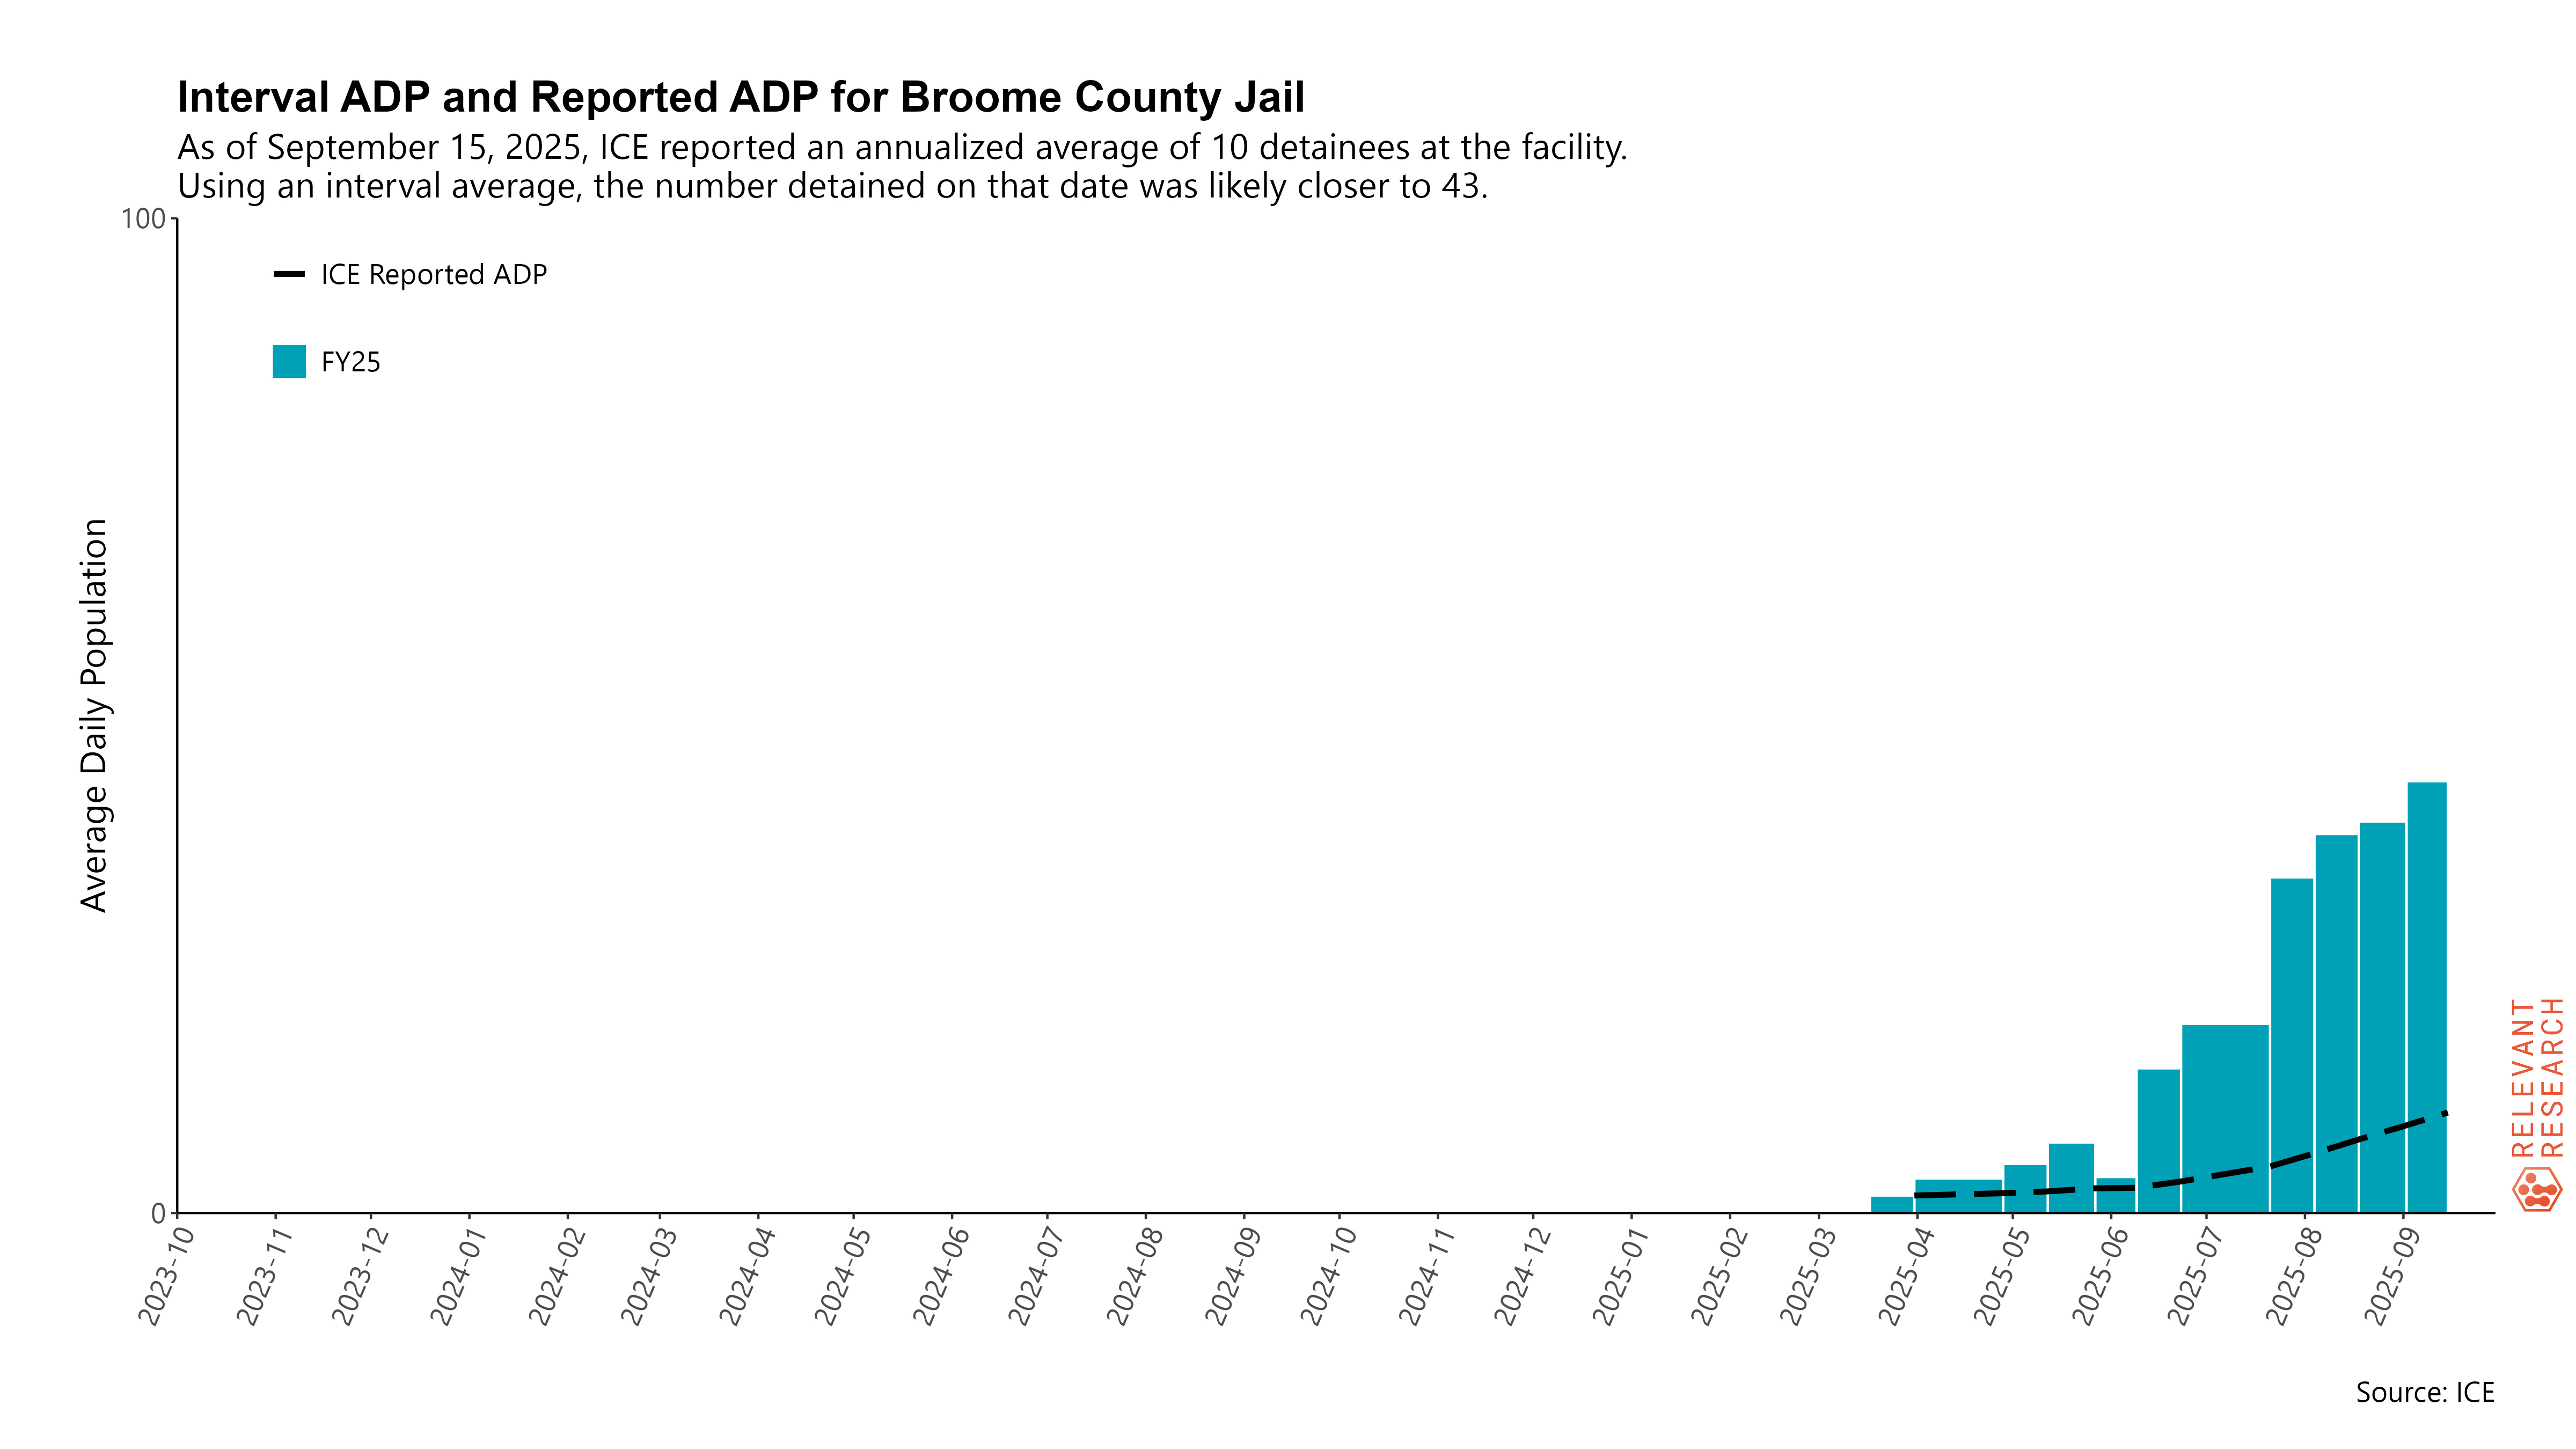 Interval ADP and Reported ADP for Broome County Jail
As of September 15, 2025, ICE reported an annualized average of 10 detainees at the facility.
Using an interval average, the number detained on that date was likely closer to 43.
100
ICE Reported ADP
FY25
Average Daily Population
0
2023-10
2023-11
2023-12
2024-01
2024-02
2024-03
2024-04
2024-05
2024-06
2024-07
2024-08
2024-09
2024-10
2024-11
2024-12
2025-01
2025-02
2025-03
2025-04
2025-05
2025-06
2025-07
2025-08
2025-09
RELEVANT
RESEARCH
Source: ICE